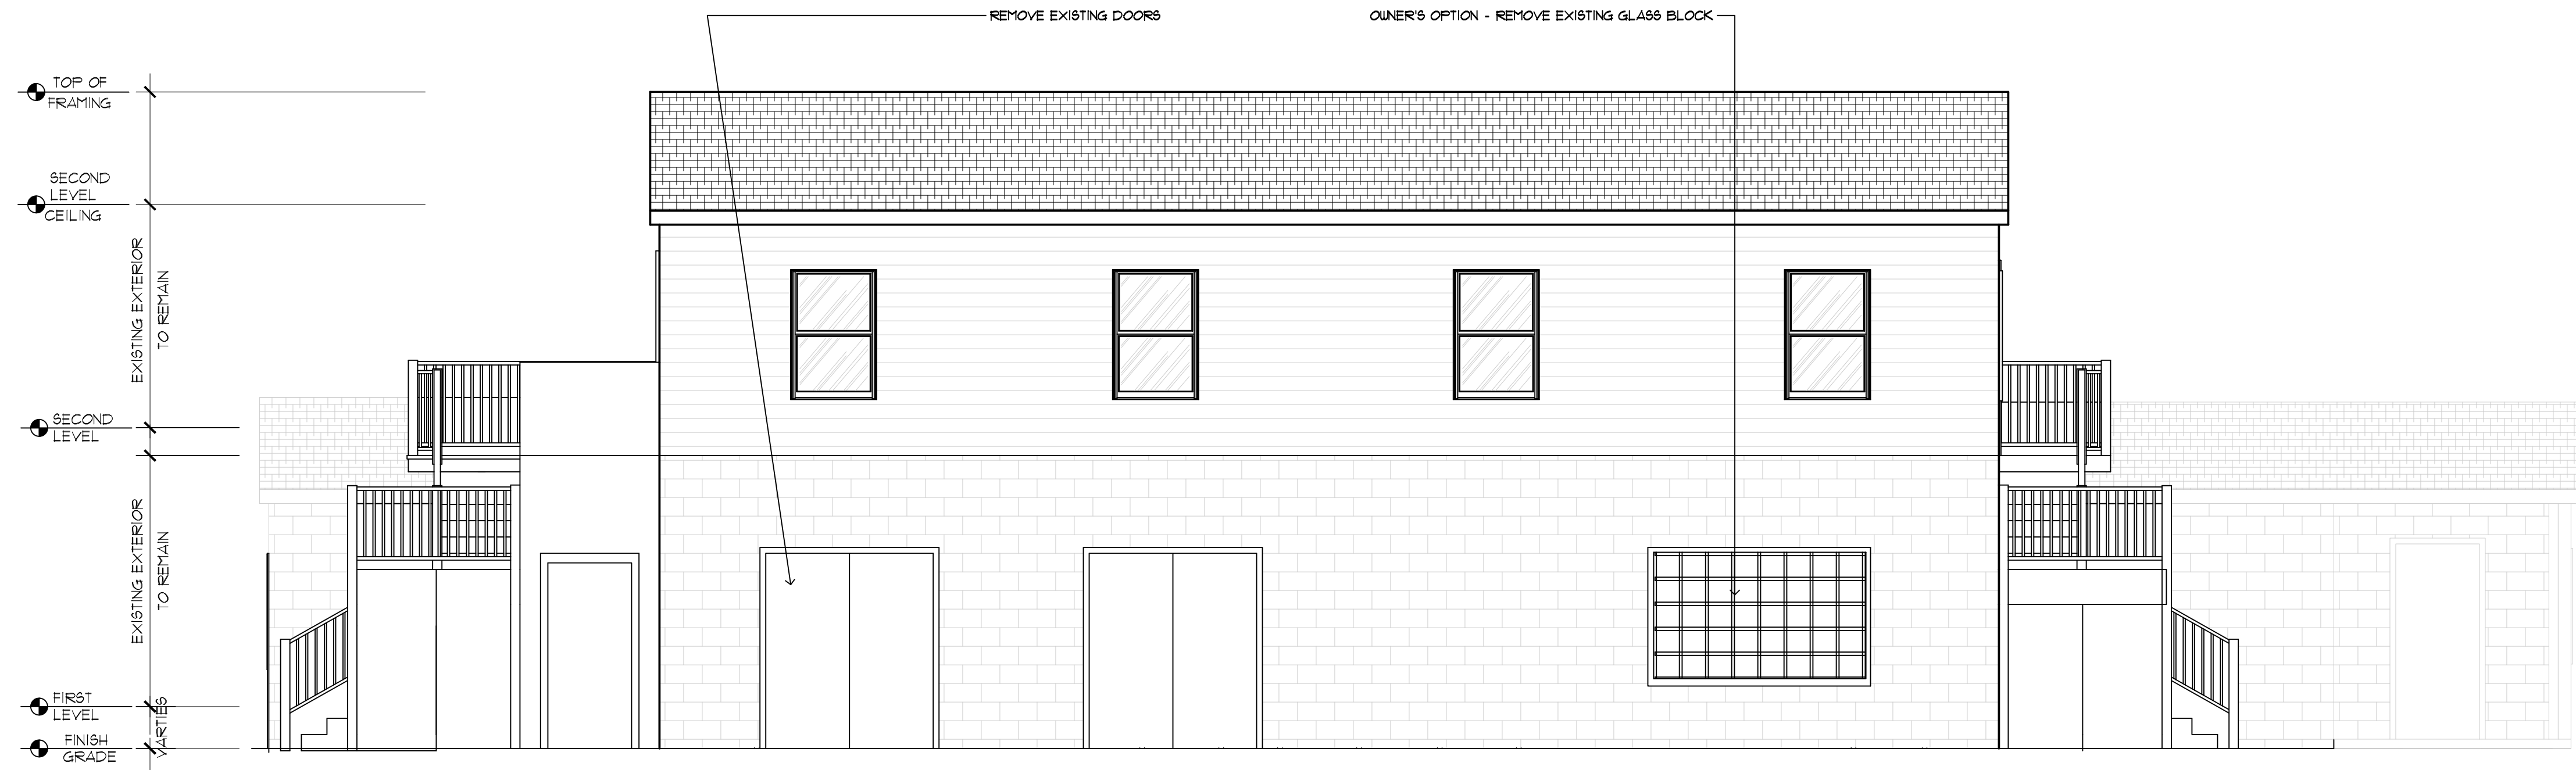 REMOVE EXISTING DOORS
OWNER'S OPTION - REMOVE EXISTING GLASS BLOCK
TOP OF
FRAMING
SECOND
LEVEL
CEILING
EXISTING EXTERIOR
TO REMAIN
SECOND
LEVEL
EXISTING EXTERIOR
TO REMAIN
FIRST
LEVEL
VARTIES
FINISH
GRADE